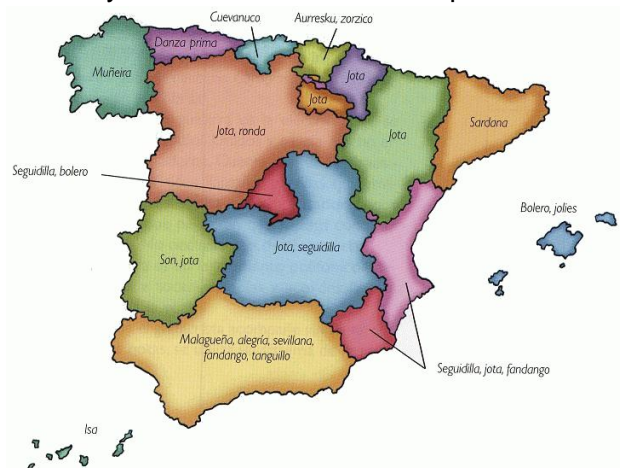 Cuevanuco
Aurresku, zorzico
Danza prima
Muñeira
Jota
Jota
Jota, ronda
Jota
Sardana
Seguidilla, bolero
Bolero, jolies
Son, jota
Jota, seguidilla
Malagueña, alegría, sevillana,
fandango, tanguillo
Seguidilla, jota, fandango
Isa